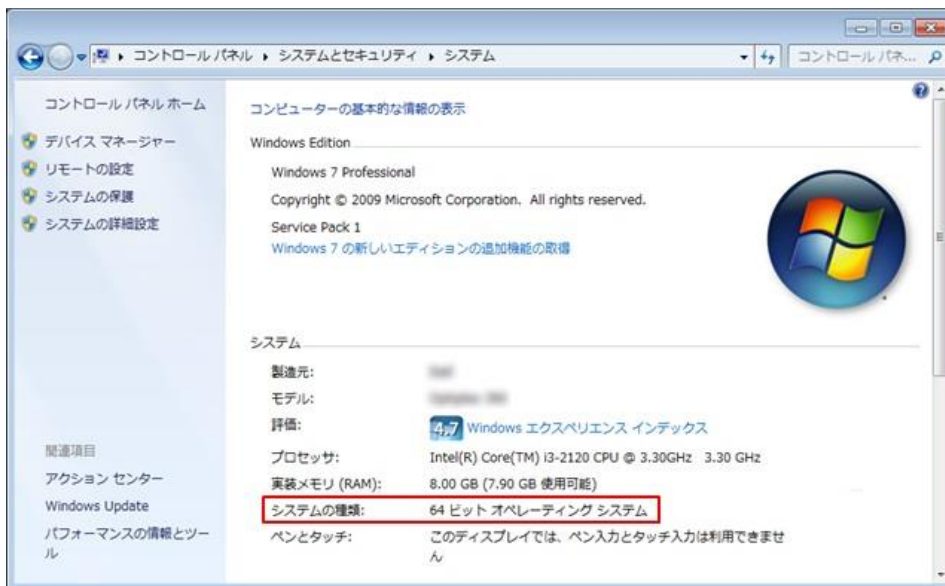 コントロール パネル ▸ システムとセキュリティ ▸ システム
コントロール パネ...
コントロール パネル ホーム
デバイス マネージャー
リモートの設定
システムの保護
システムの詳細設定
関連項目
アクション センター
Windows Update
パフォーマンスの情報とツー
ル
コンピューターの基本的な情報の表示
Windows Edition
Windows 7 Professional
Copyright © 2009 Microsoft Corporation. All rights reserved.
Service Pack 1
Windows 7 の新しいエディションの追加機能の取得
システム
製造元:
モデル:
評価: 4.7 Windows エクスペリエンス インデックス
プロセッサ: Intel(R) Core(TM) i3-2120 CPU @ 3.30GHz 3.30 GHz
実装メモリ (RAM): 8.00 GB (7.90 GB 使用可能)
システムの種類: 64 ビット オペレーティング システム
ペンとタッチ: このディスプレイでは、ペン入力とタッチ入力は利用できませ
ん